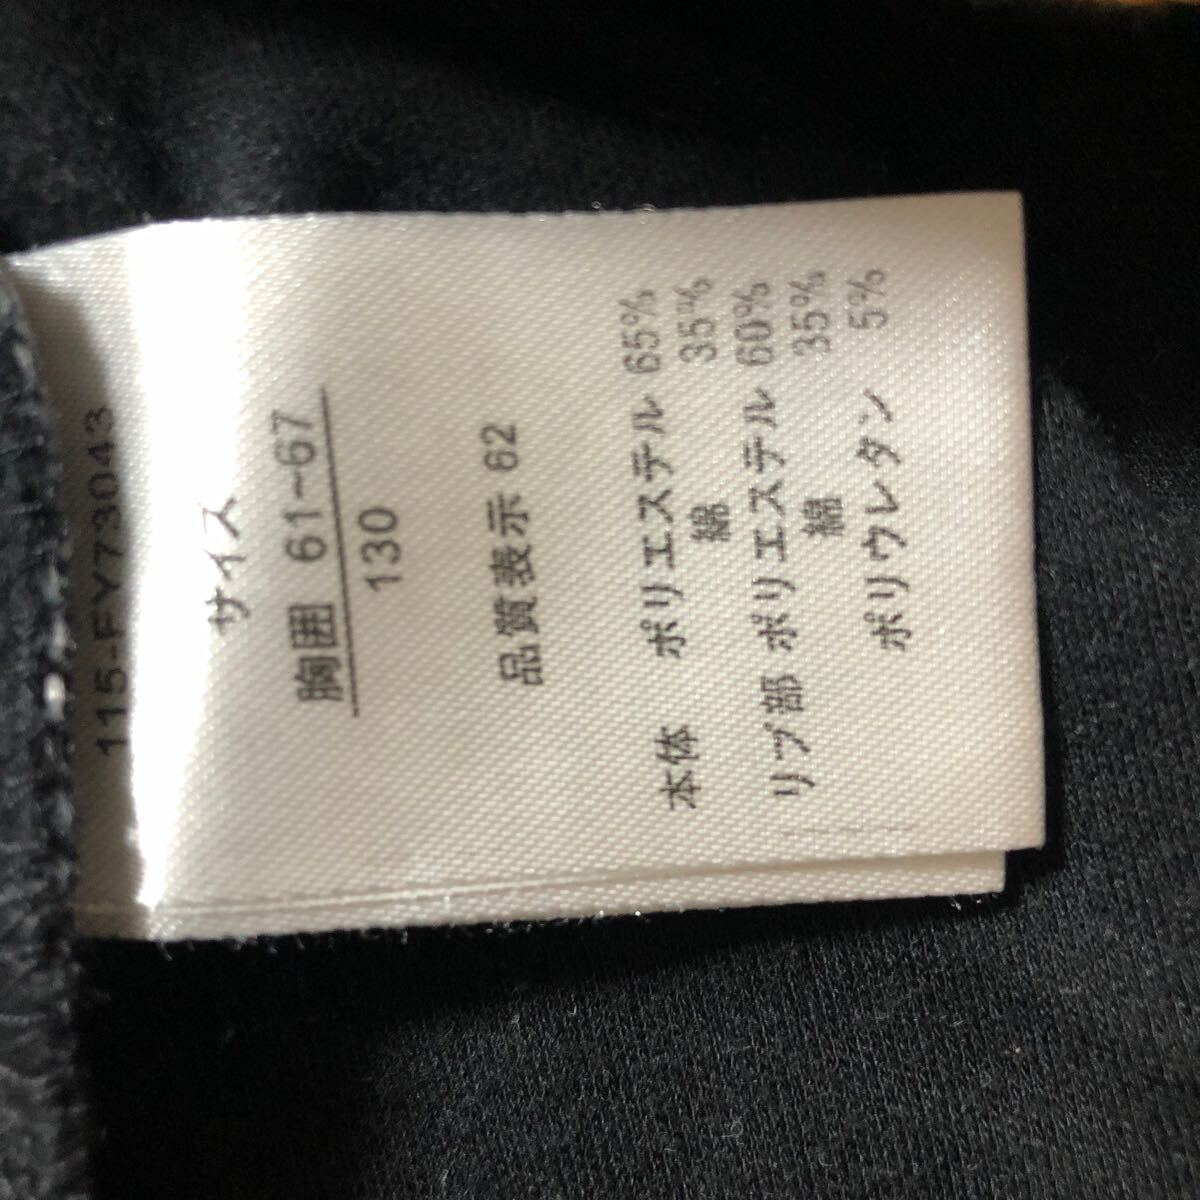 115-FY73043
サイズ
胸囲 61-67
130
品質表示 62
本体 ポリエステル 65%
綿 35%
リブ部 ポリエステル 60%
綿 35%
ポリウレタン 5%